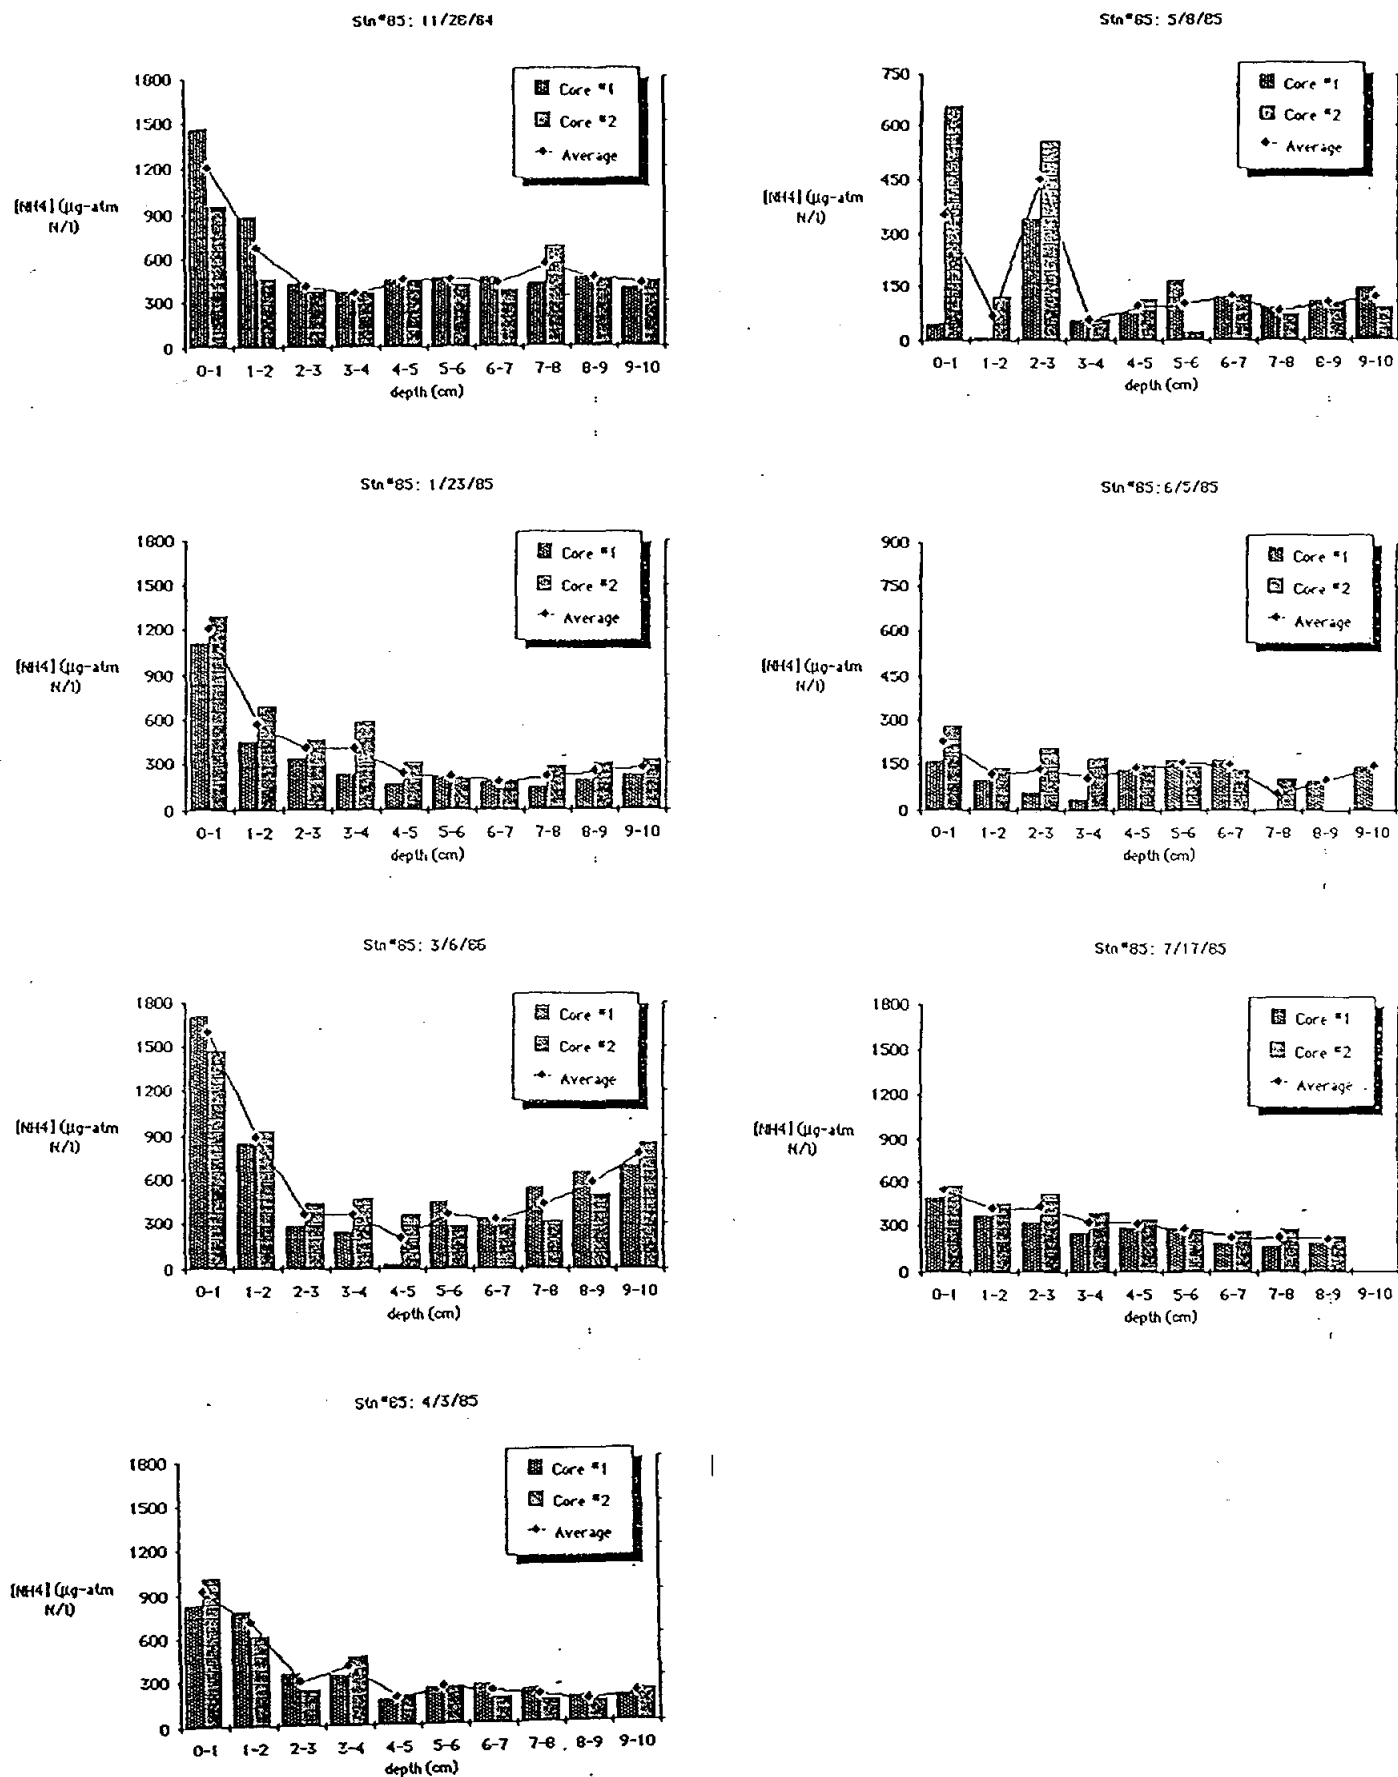 Stn#85: 11/28/84
1800
1500
1200
900
600
300
0
[NH4] (µg-atm
N/l)
Core #1
Core #2
Average
0-1 1-2 2-3 3-4 4-5 5-6 6-7 7-8 8-9 9-10
depth (cm)
Stn#85: 5/8/85
750
600
450
300
150
0
[NH4] (µg-atm
N/l)
Core #1
Core #2
Average
0-1 1-2 2-3 3-4 4-5 5-6 6-7 7-8 8-9 9-10
depth (cm)
Stn#85: 1/23/85
1800
1500
1200
900
600
300
0
[NH4] (µg-atm
N/l)
Core #1
Core #2
Average
0-1 1-2 2-3 3-4 4-5 5-6 6-7 7-8 8-9 9-10
depth (cm)
Stn#85: 6/5/85
900
750
600
450
300
150
0
[NH4] (µg-atm
N/l)
Core #1
Core #2
Average
0-1 1-2 2-3 3-4 4-5 5-6 6-7 7-8 8-9 9-10
depth (cm)
Stn#85: 3/6/85
1800
1500
1200
900
600
300
0
[NH4] (µg-atm
N/l)
Core #1
Core #2
Average
0-1 1-2 2-3 3-4 4-5 5-6 6-7 7-8 8-9 9-10
depth (cm)
Stn#85: 7/17/85
1800
1500
1200
900
600
300
0
[NH4] (µg-atm
N/l)
Core #1
Core #2
Average
0-1 1-2 2-3 3-4 4-5 5-6 6-7 7-8 8-9 9-10
depth (cm)
Stn#85: 4/3/85
1800
1500
1200
900
600
300
0
[NH4] (µg-atm
N/l)
Core #1
Core #2
Average
0-1 1-2 2-3 3-4 4-5 5-6 6-7 7-8 8-9 9-10
depth (cm)